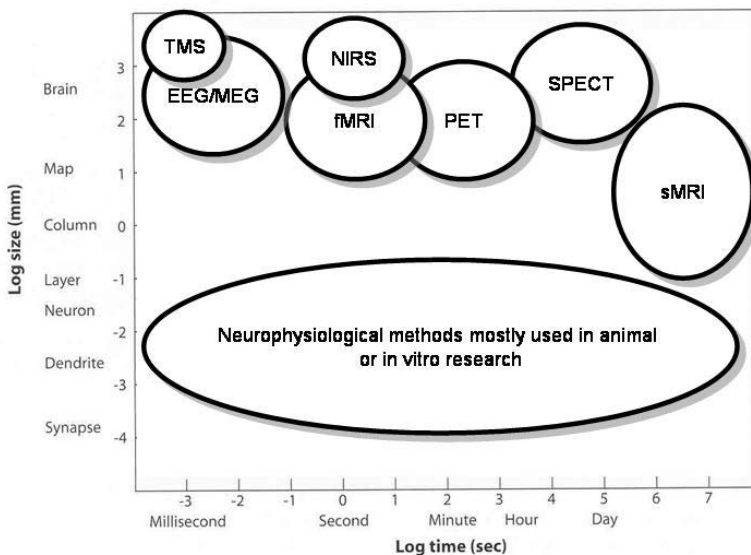 TMS
NIRS
EEG/MEG
fMRI
PET
SPECT
sMRI
Neurophysiological methods mostly used in animal
or in vitro research
Log size (mm)
Brain
Map
Column
Layer
Neuron
Dendrite
Synapse
3
2
1
0
-1
-2
-3
-4
-3 -2 -1 0 1 2 3 4 5 6 7
Millisecond Second Minute Hour Day
Log time (sec)